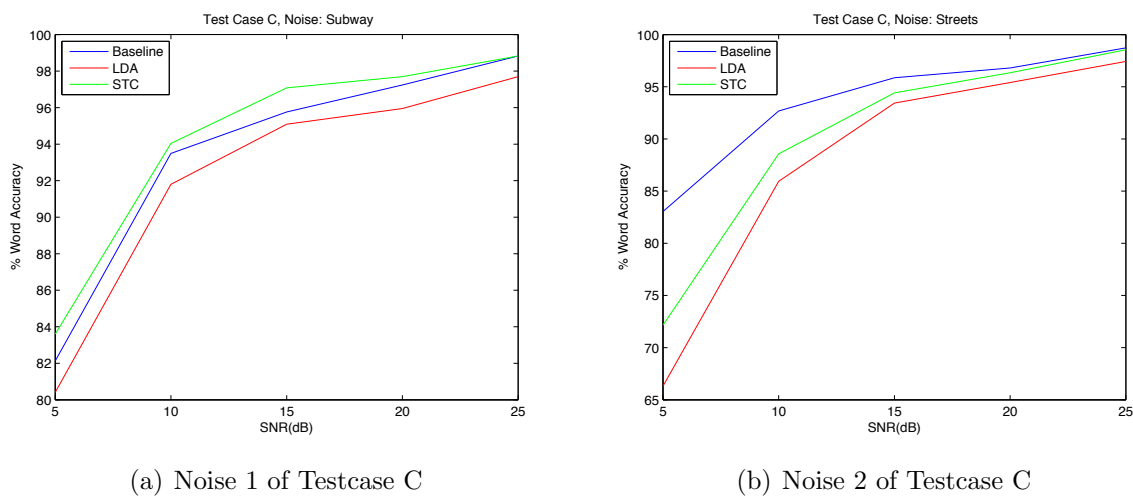 Test Case C, Noise: Subway
100
98
96
94
92
90
88
86
84
82
80
% Word Accuracy
Baseline
LDA
STC
5
10
15
20
25
SNR(dB)
(a) Noise 1 of Testcase C
Test Case C, Noise: Streets
100
95
90
85
80
75
70
65
% Word Accuracy
Baseline
LDA
STC
5
10
15
20
25
SNR(dB)
(b) Noise 2 of Testcase C